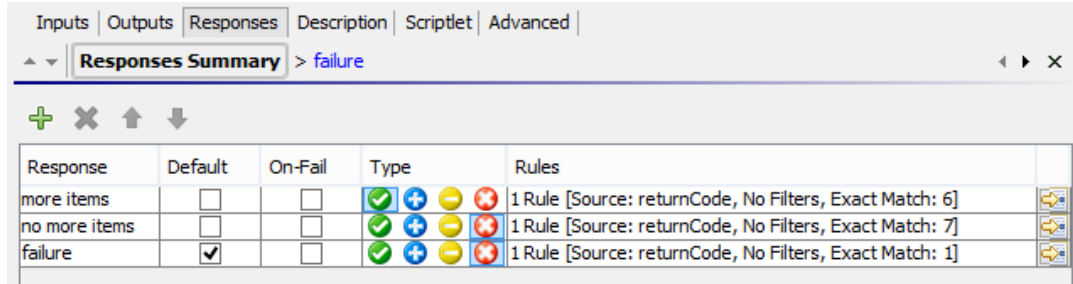 Inputs Outputs Responses Description Scriptlet Advanced
Responses Summary > failure
Response Default On-Fail Type Rules
more items 1 Rule [Source: returnCode, No Filters, Exact Match: 6]
no more items 1 Rule [Source: returnCode, No Filters, Exact Match: 7]
failure 1 Rule [Source: returnCode, No Filters, Exact Match: 1]